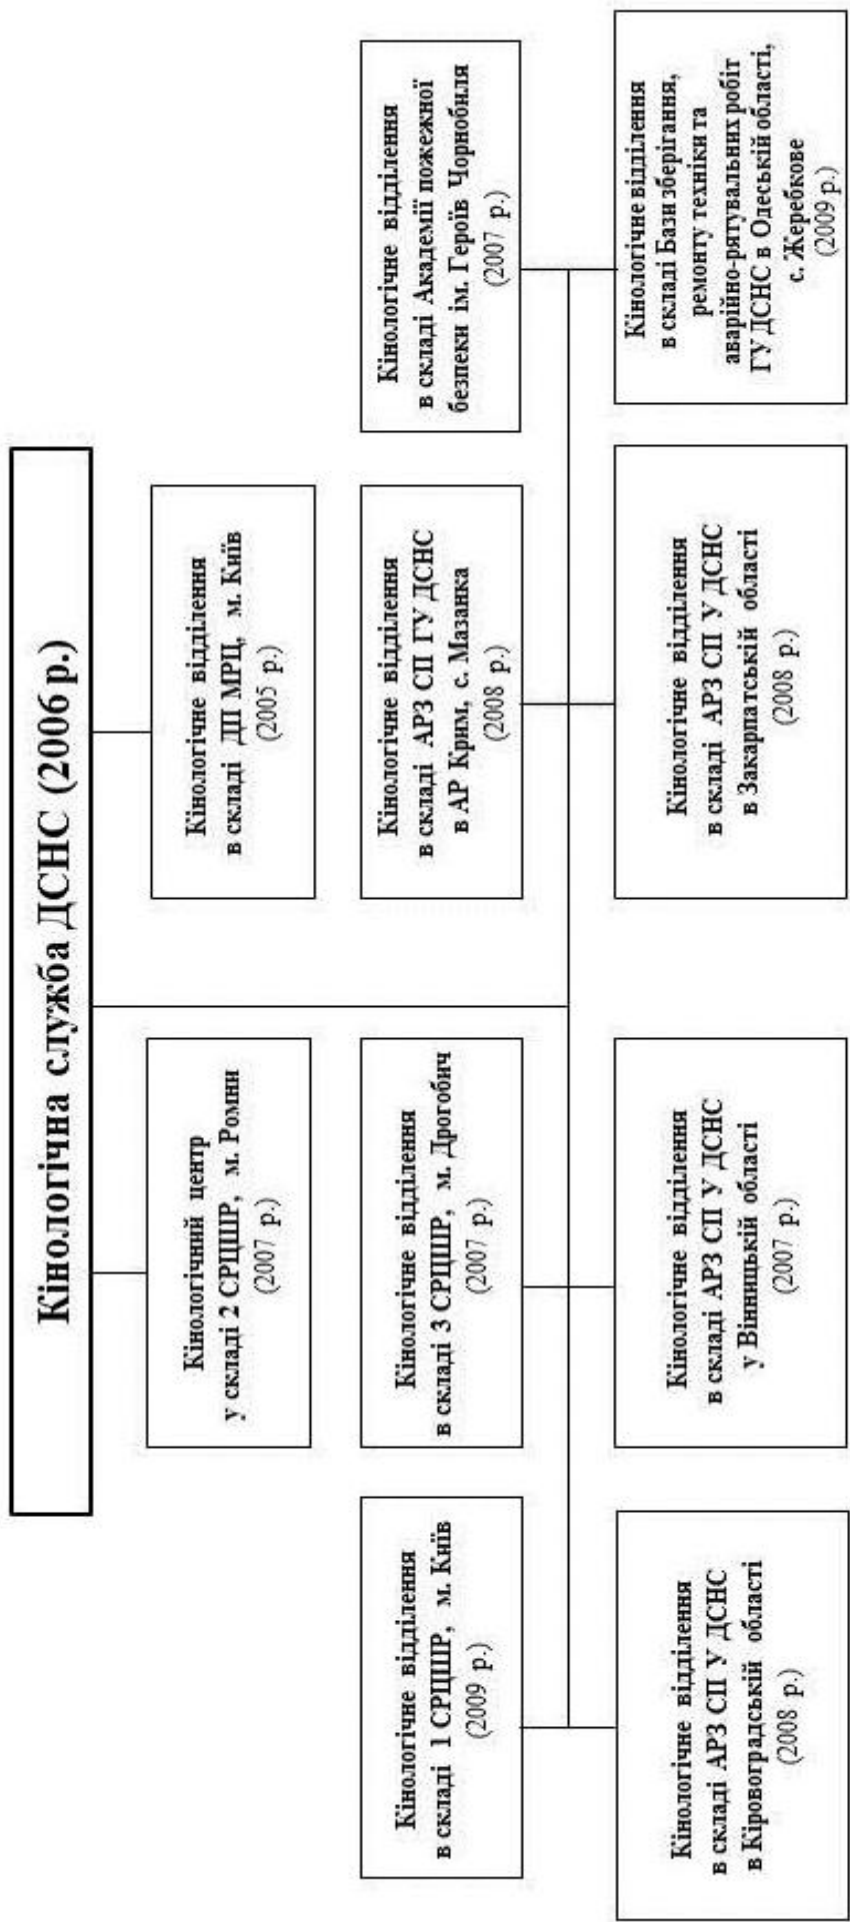 Кінологічна служба ДСНС (2006 р.)
Кінологічний центр
у складі 2 СРЦШР, м. Ромни
(2007 р.)
Кінологічне відділення
в складі ДП МРЦ, м. Київ
(2005 р.)
Кінологічне відділення
в складі 1 СРЦШР, м. Київ
(2009 р.)
Кінологічне відділення
в складі 3 СРЦШР, м. Дрогобич
(2007 р.)
Кінологічне відділення
в складі АРЗ СП ГУ ДСНС
в АР Крим, с. Мазанка
(2008 р.)
Кінологічне відділення
в складі Академії пожежної
безпеки ім. Героїв Чорнобиля
(2007 р.)
Кінологічне відділення
в складі АРЗ СП У ДСНС
в Кіровоградській області
(2008 р.)
Кінологічне відділення
в складі АРЗ СП У ДСНС
у Вінницькій області
(2007 р.)
Кінологічне відділення
в складі АРЗ СП У ДСНС
в Закарпатській області
(2008 р.)
Кінологічне відділення
в складі Бази зберігання,
ремонту техніки та
аварійно-рятувальних робіт
ГУ ДСНС в Одеській області,
с. Жеребкове
(2009 р.)